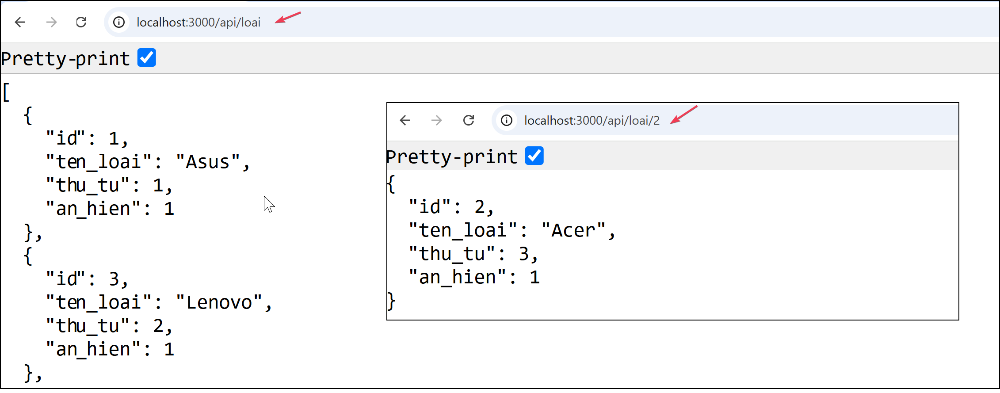 localhost:3000/api/loai
Pretty-print
[
  {
    "id": 1,
    "ten_loai": "Asus",
    "thu_tu": 1,
    "an_hien": 1
  },
  {
    "id": 3,
    "ten_loai": "Lenovo",
    "thu_tu": 2,
    "an_hien": 1
  },
localhost:3000/api/loai/2
Pretty-print
{
  "id": 2,
  "ten_loai": "Acer",
  "thu_tu": 3,
  "an_hien": 1
}